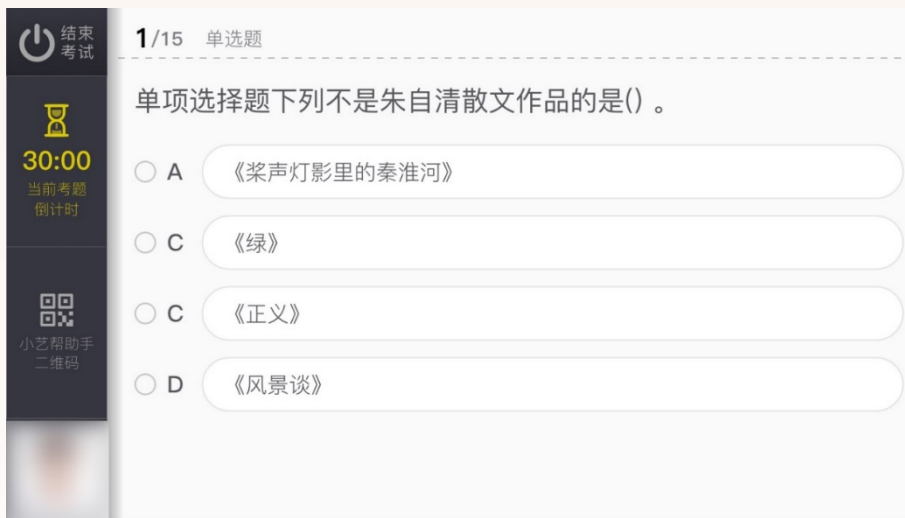 结束
考试
30:00
当前考题
倒计时
小艺帮助手
二维码
1/15 单选题
单项选择题下列不是朱自清散文作品的是() 。
A 《桨声灯影里的秦淮河》
C 《绿》
C 《正义》
D 《风景谈》